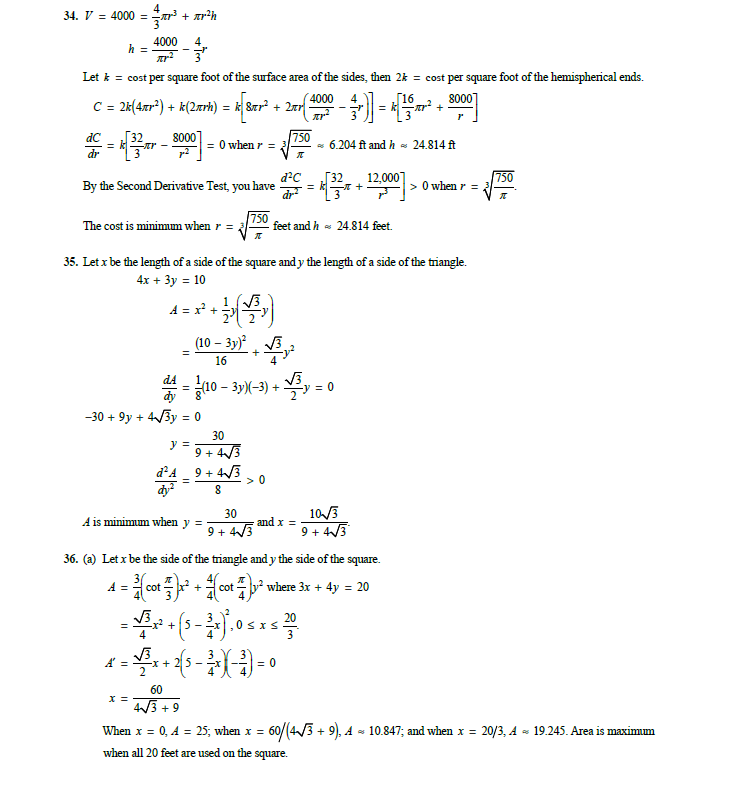 34. V = 4000 = 4/3 πr³ + πr²h
h = 4000/πr² − 4/3 r
Let k = cost per square foot of the surface area of the sides, then 2k = cost per square foot of the hemispherical ends.
C = 2k(4πr²) + k(2πrh) = k[8πr² + 2πr(4000/πr² − 4/3 r)] = k[16/3 πr² + 8000/r]
dC/dr = k[32/3 πr − 8000/r²] = 0 when r = ∛(750/π) ≈ 6.204 ft and h ≈ 24.814 ft
By the Second Derivative Test, you have d²C/dr² = k[32/3 π + 12,000/r³] > 0 when r = ∛(750/π).
The cost is minimum when r = ∛(750/π) feet and h ≈ 24.814 feet.
35. Let x be the length of a side of the square and y the length of a side of the triangle.
4x + 3y = 10
A = x² + 1/2 y(√3/2 y)
= (10 − 3y)²/16 + √3/4 y²
dA/dy = 1/8 (10 − 3y)(−3) + √3/2 y = 0
−30 + 9y + 4√3y = 0
y = 30/(9 + 4√3)
d²A/dy² = (9 + 4√3)/8 > 0
A is minimum when y = 30/(9 + 4√3) and x = 10√3/(9 + 4√3).
36. (a) Let x be the side of the triangle and y the side of the square.
A = 3/4 (cot π/3)x² + 4/4 (cot π/4)y² where 3x + 4y = 20
= √3/4 x² + (5 − 3/4 x)², 0 ≤ x ≤ 20/3.
A′ = √3/2 x + 2(5 − 3/4 x)(−3/4) = 0
x = 60/(4√3 + 9)
When x = 0, A = 25; when x = 60/(4√3 + 9), A ≈ 10.847; and when x = 20/3, A ≈ 19.245. Area is maximum
when all 20 feet are used on the square.